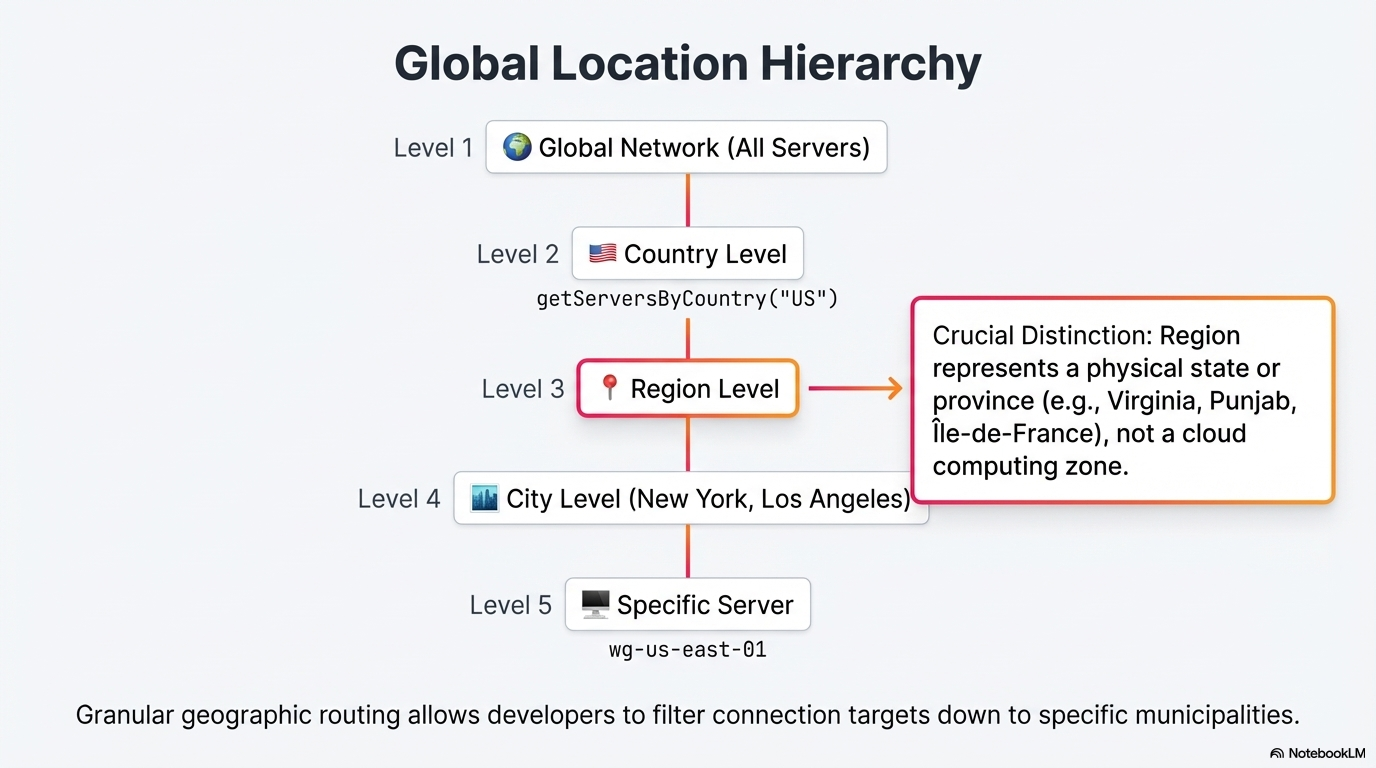 Global Location Hierarchy
Level 1
Global Network (All Servers)
Level 2
Country Level
getServersByCountry("US")
Level 3
Region Level
Crucial Distinction: Region
represents a physical state or
province (e.g., Virginia, Punjab,
Île-de-France), not a cloud
computing zone.
Level 4
City Level (New York, Los Angeles)
Level 5
Specific Server
wg-us-east-01
Granular geographic routing allows developers to filter connection targets down to specific municipalities.
NotebookLM